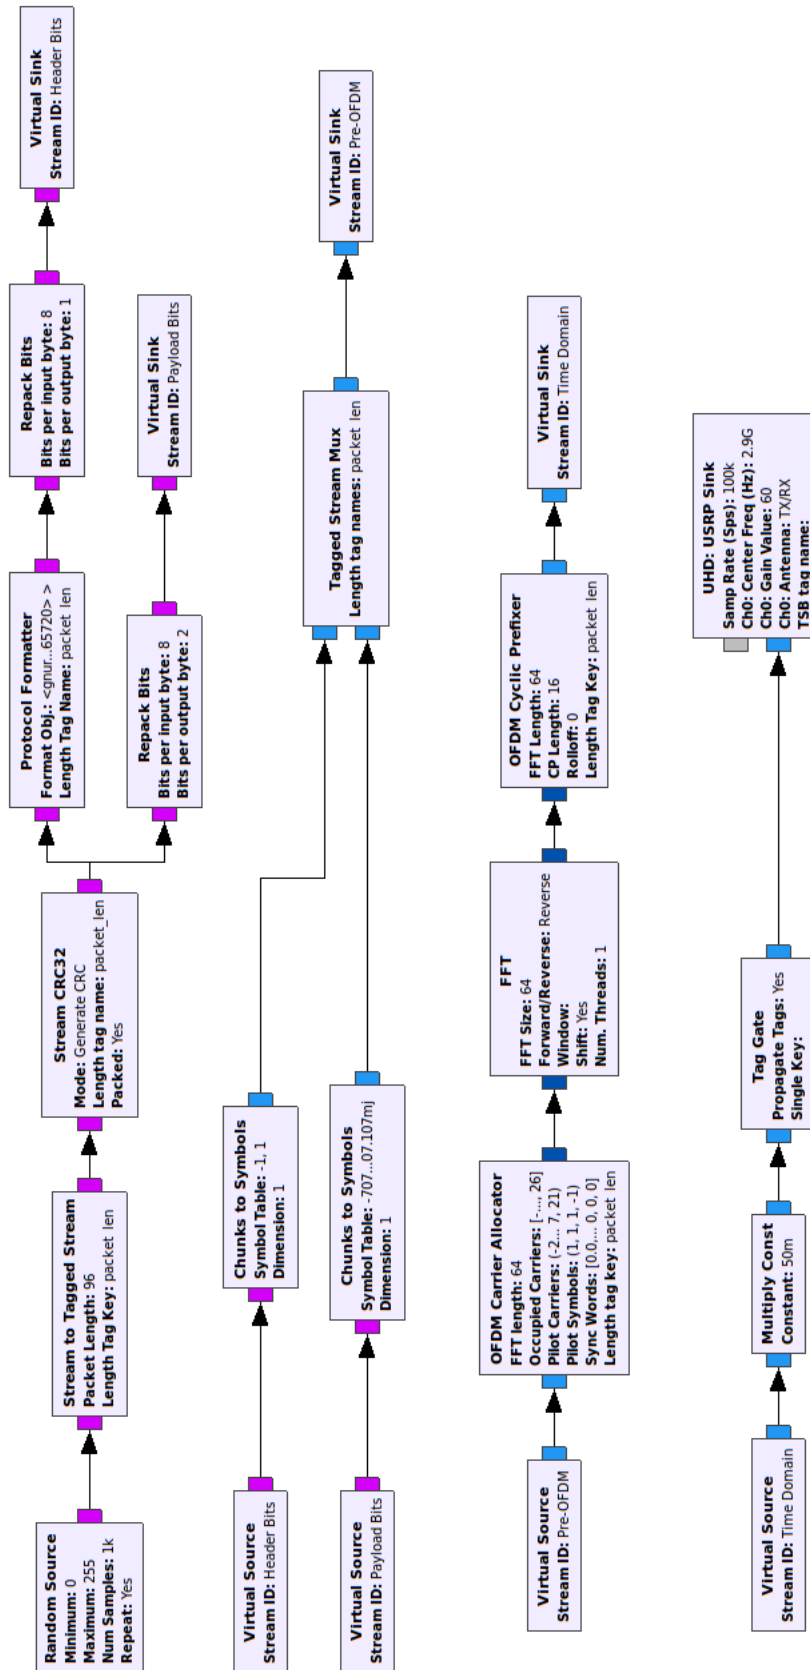 Random Source
Minimum: 0
Maximum: 255
Num Samples: 1k
Repeat: Yes
Stream to Tagged Stream
Packet Length: 96
Length Tag Key: packet_len
Stream CRC32
Mode: Generate CRC
Length tag name: packet_len
Packed: Yes
Protocol Formatter
Format Obj.: <gnur...65720> >
Length Tag Name: packet_len
Repack Bits
Bits per input byte: 8
Bits per output byte: 1
Virtual Sink
Stream ID: Header Bits
Repack Bits
Bits per input byte: 8
Bits per output byte: 2
Virtual Sink
Stream ID: Payload Bits
Virtual Source
Stream ID: Header Bits
Chunks to Symbols
Symbol Table: -1, 1
Dimension: 1
Virtual Source
Stream ID: Payload Bits
Chunks to Symbols
Symbol Table: -707...07.107mj
Dimension: 1
Tagged Stream Mux
Length tag names: packet_len
Virtual Sink
Stream ID: Pre-OFDM
Virtual Source
Stream ID: Pre-OFDM
OFDM Carrier Allocator
FFT length: 64
Occupied Carriers: [-..., 26]
Pilot Carriers: (-2... 7, 21)
Pilot Symbols: (1, 1, 1, -1)
Sync Words: [0.0,... 0, 0, 0]
Length tag key: packet_len
FFT
FFT Size: 64
Forward/Reverse: Reverse
Window:
Shift: Yes
Num. Threads: 1
OFDM Cyclic Prefixer
FFT Length: 64
CP Length: 16
Rolloff: 0
Length Tag Key: packet_len
Virtual Sink
Stream ID: Time Domain
Virtual Source
Stream ID: Time Domain
Multiply Const
Constant: 50m
Tag Gate
Propagate Tags: Yes
Single Key:
UHD: USRP Sink
Samp Rate (Sps): 100k
Ch0: Center Freq (Hz): 2.9G
Ch0: Gain Value: 60
Ch0: Antenna: TX/RX
TSB tag name: